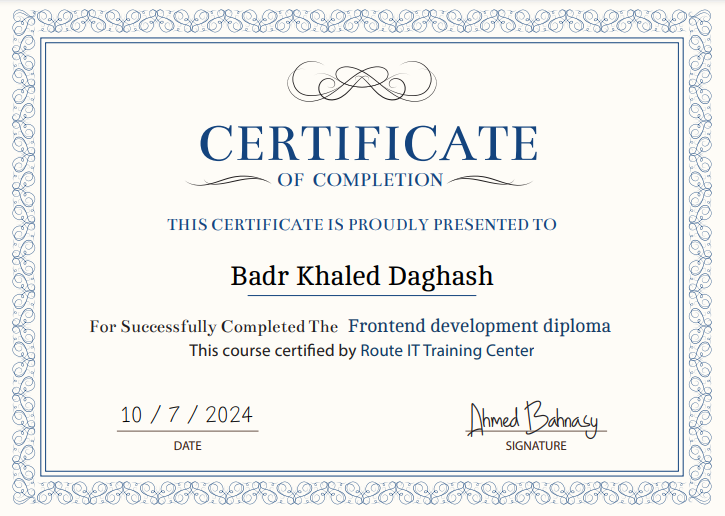 CERTIFICATE
OF COMPLETION
THIS CERTIFICATE IS PROUDLY PRESENTED TO
Badr Khaled Daghash
For Successfully Completed The Frontend development diploma
This course certified by Route IT Training Center
10 / 7 / 2024
Ahmed Bahnasy
DATE
SIGNATURE